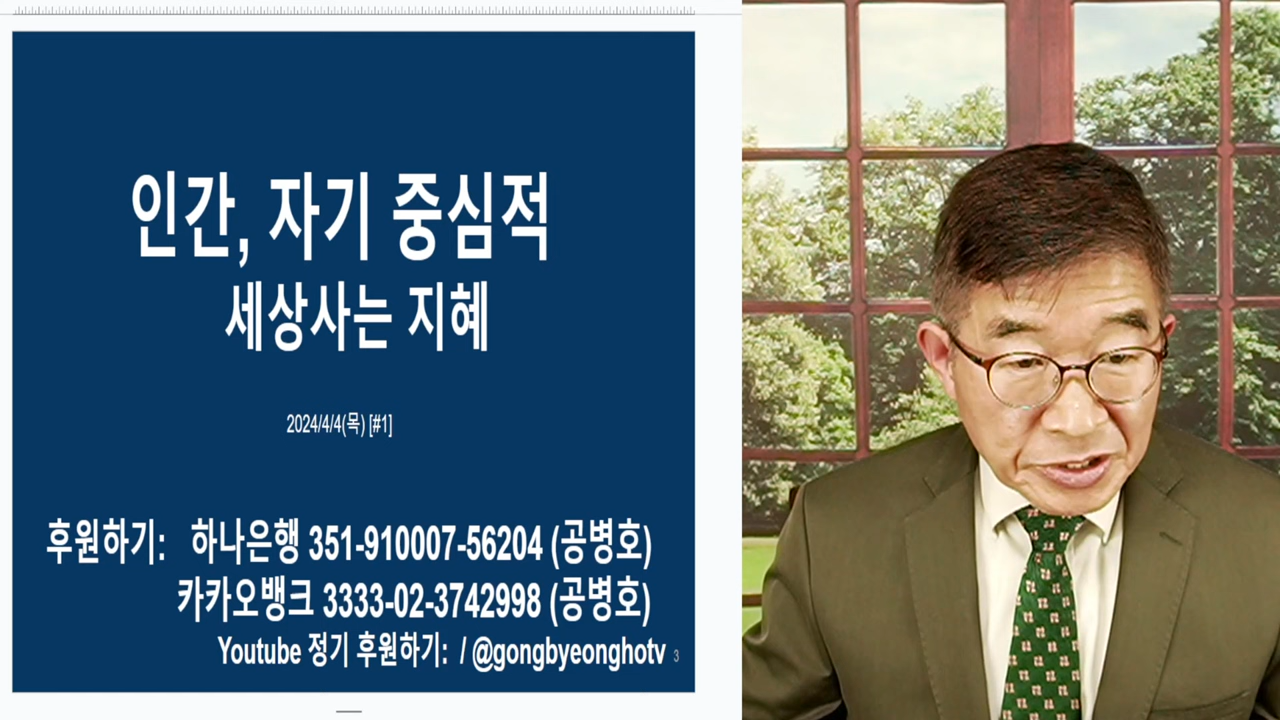 인간, 자기 중심적
세상사는 지혜
2024/4/4(목) [#1]
후원하기: 하나은행 351-910007-56204 (공병호)
카카오뱅크 3333-02-3742998 (공병호)
Youtube 정기 후원하기: / @gongbyeonghotv
3